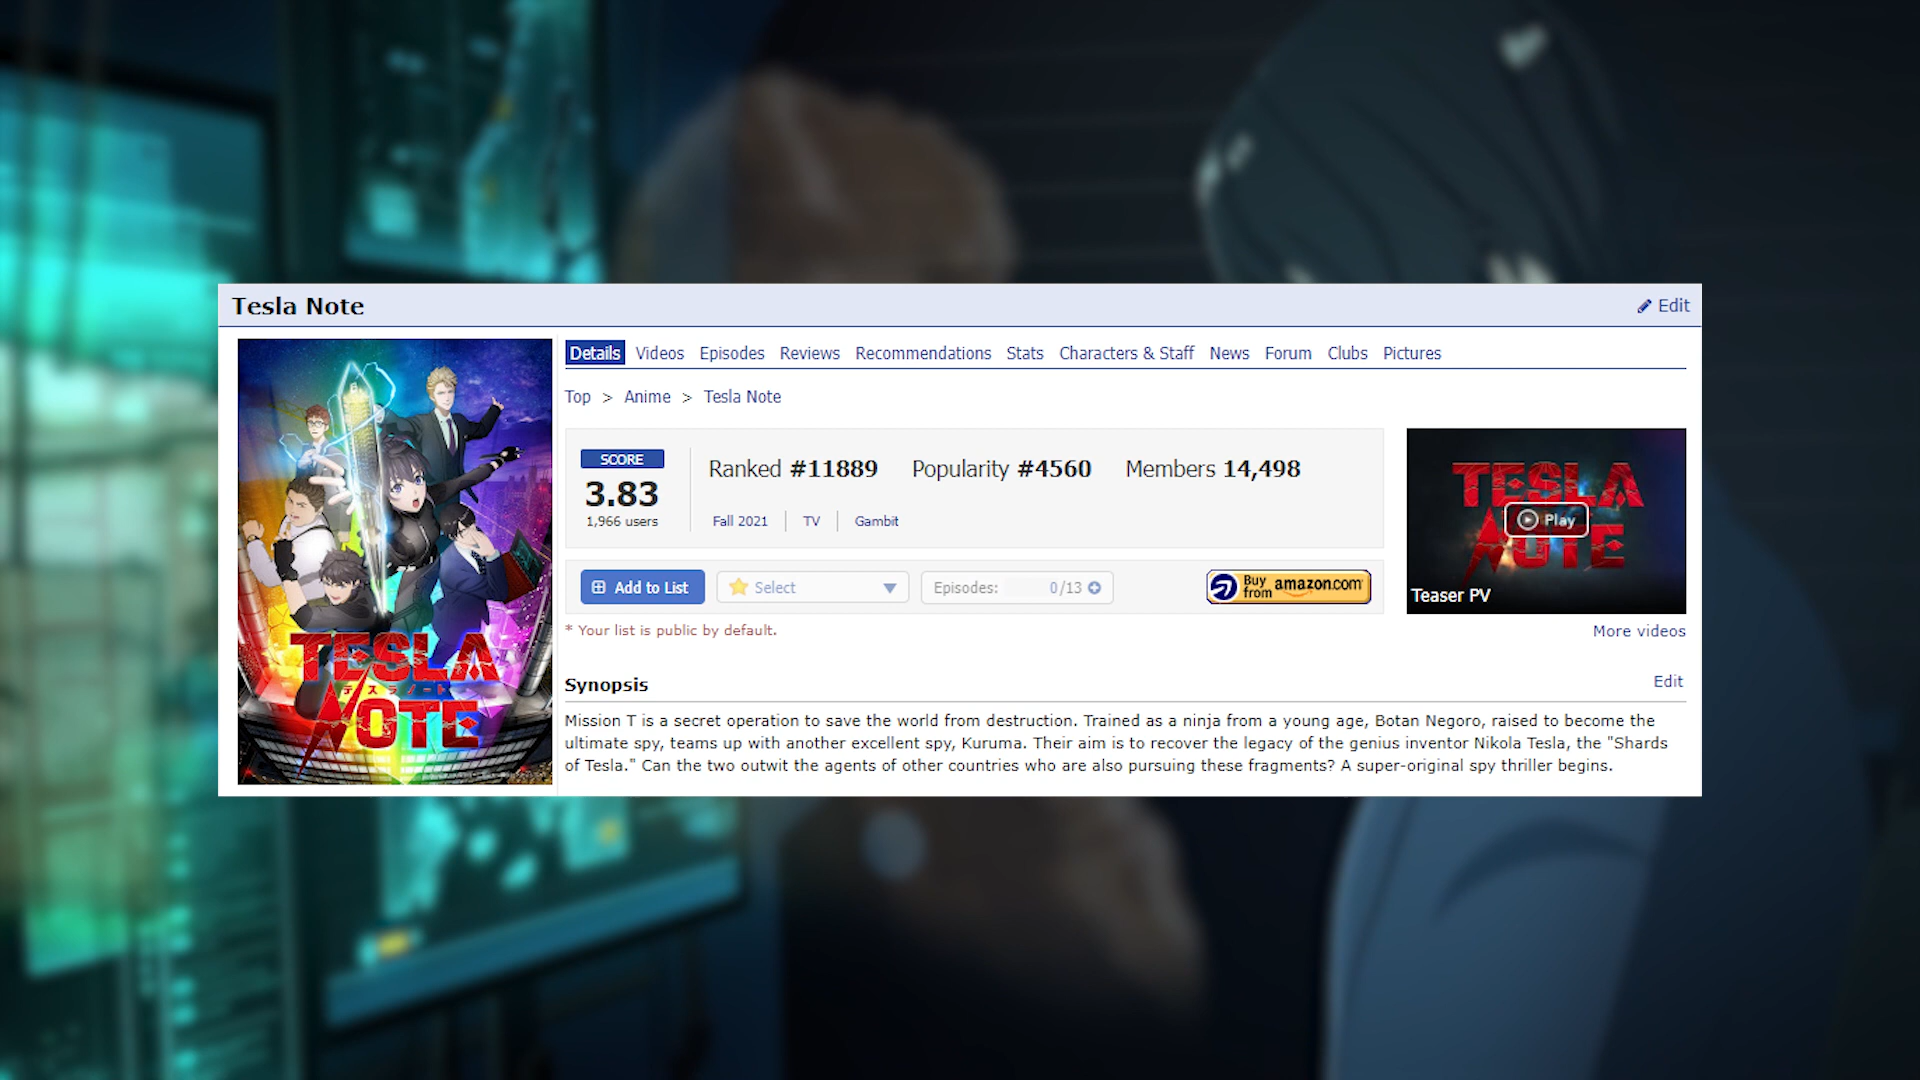 Tesla Note
Edit
Details Videos Episodes Reviews Recommendations Stats Characters & Staff News Forum Clubs Pictures
Top > Anime > Tesla Note
SCORE
3.83
1,966 users
Ranked #11889 Popularity #4560 Members 14,498
Fall 2021 TV Gambit
Add to List
Select
Episodes: 0/13
Buy from amazon.com
* Your list is public by default.
TESLA
NOTE
Play
Teaser PV
More videos
TESLA
テスラノート
NOTE
Synopsis
Edit
Mission T is a secret operation to save the world from destruction. Trained as a ninja from a young age, Botan Negoro, raised to become the
ultimate spy, teams up with another excellent spy, Kuruma. Their aim is to recover the legacy of the genius inventor Nikola Tesla, the "Shards
of Tesla." Can the two outwit the agents of other countries who are also pursuing these fragments? A super-original spy thriller begins.